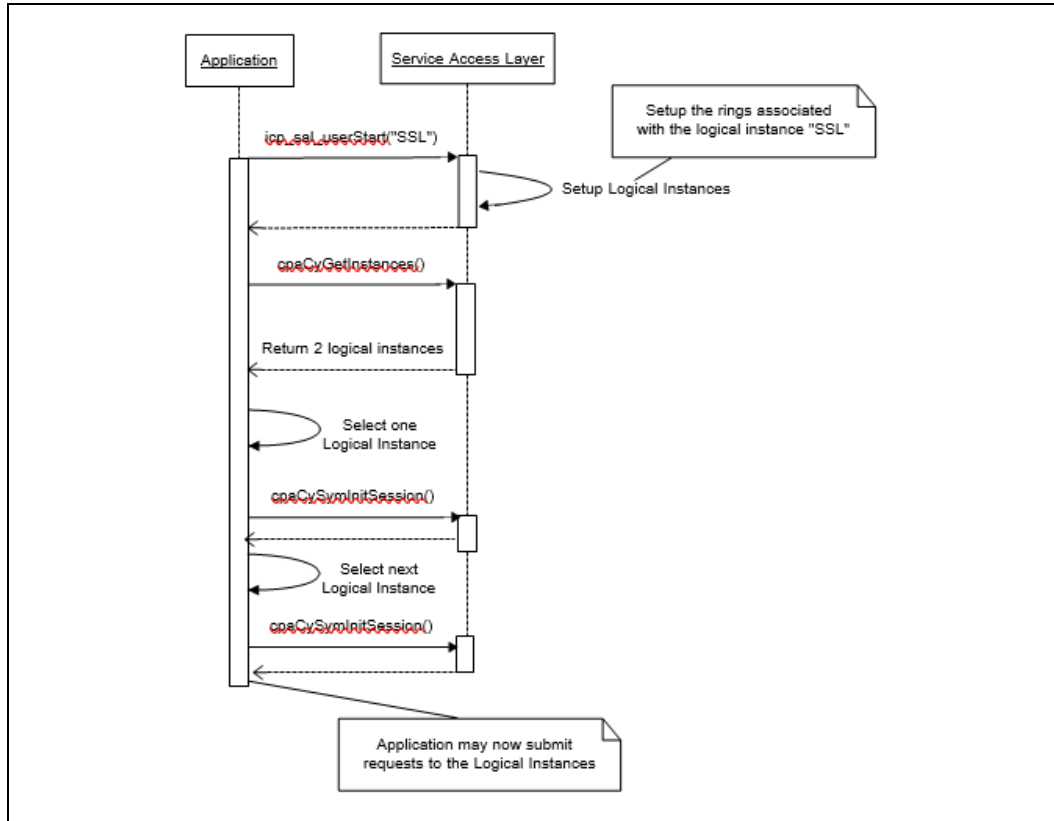 Application
Service Access Layer
Setup the rings associated
with the logical instance "SSL"
icp_sal_userStart("SSL")
Setup Logical Instances
cpaCyGetInstances()
Return 2 logical instances
Select one
Logical Instance
cpaCySymInitSession()
Select next
Logical Instance
cpaCySymInitSession()
Application may now submit
requests to the Logical Instances